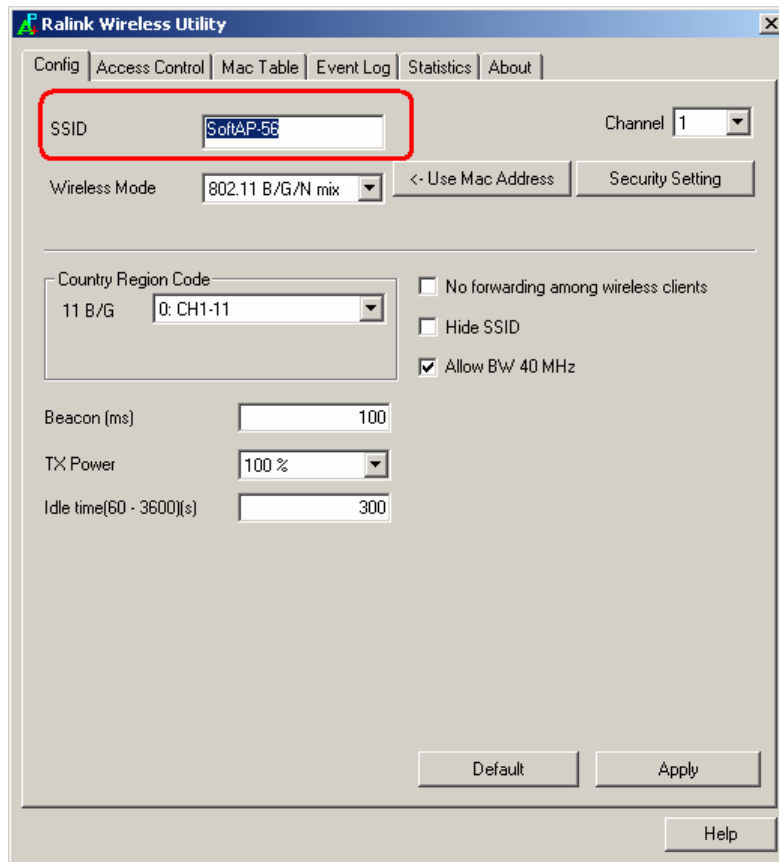 Ralink Wireless Utility
Config Access Control Mac Table Event Log Statistics About
SSID SoftAP-56 Channel 1
Wireless Mode 802.11 B/G/N mix <- Use Mac Address Security Setting
Country Region Code
11 B/G 0: CH1-11
No forwarding among wireless clients
Hide SSID
Allow BW 40 MHz
Beacon (ms) 100
TX Power 100 %
Idle time(60 - 3600)(s) 300
Default Apply
Help